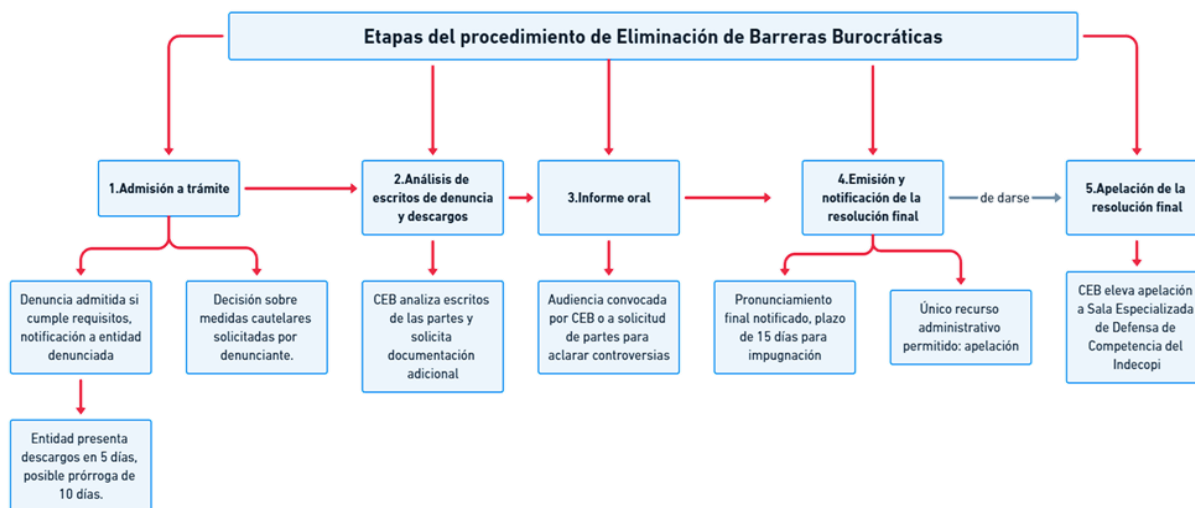 Etapas del procedimiento de Eliminación de Barreras Burocráticas
1.Admisión a trámite
2.Análisis de
escritos de denuncia
y descargos
3.Informe oral
4.Emisión y
notificación de la
resolución final
de darse
5.Apelación de la
resolución final
Denuncia admitida si
cumple requisitos,
notificación a entidad
denunciada
Decisión sobre
medidas cautelares
solicitadas por
denunciante.
CEB analiza escritos
de las partes y
solicita
documentación
adicional
Audiencia convocada
por CEB o a solicitud
de partes para
aclarar controversias
Pronunciamiento
final notificado, plazo
de 15 días para
impugnación
Único recurso
administrativo
permitido: apelación
CEB eleva apelación
a Sala Especializada
de Defensa de
Competencia del
Indecopi
Entidad presenta
descargos en 5 días,
posible prórroga de
10 días.